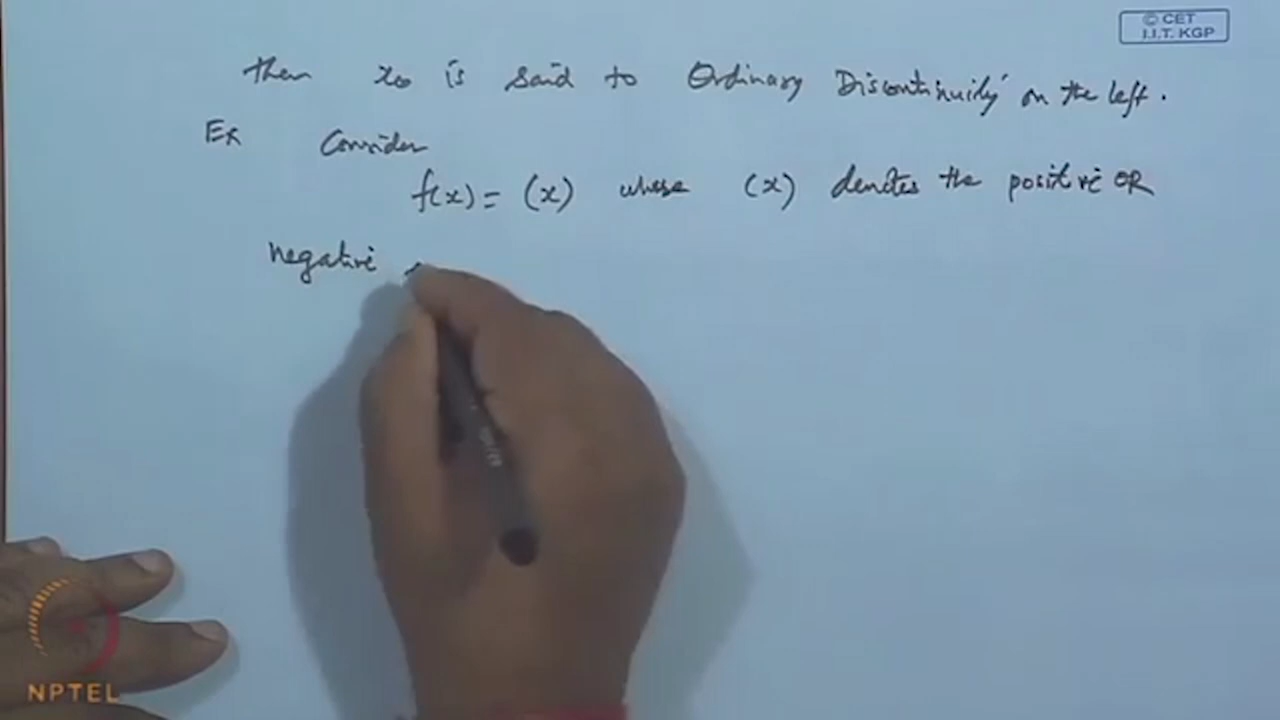 © CET
I.I.T. KGP
then x₀ is said to Ordinary Discontinuity on the left.
Ex Consider
f(x) = (x) where (x) denotes the positive OR
negative
NPTEL